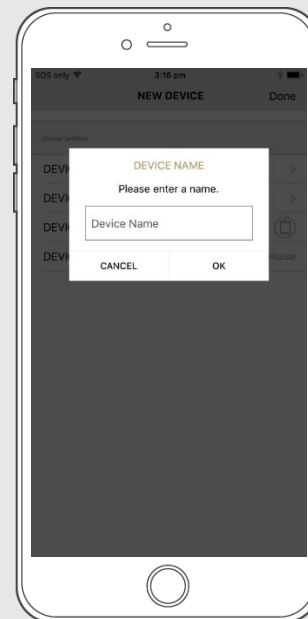 SOS only 3:16 pm
NEW DEVICE Done
Device Settings
DEVICE NAME
Please enter a name.
Device Name
CANCEL OK
DEVI
DEVI
DEVI
DEVI House